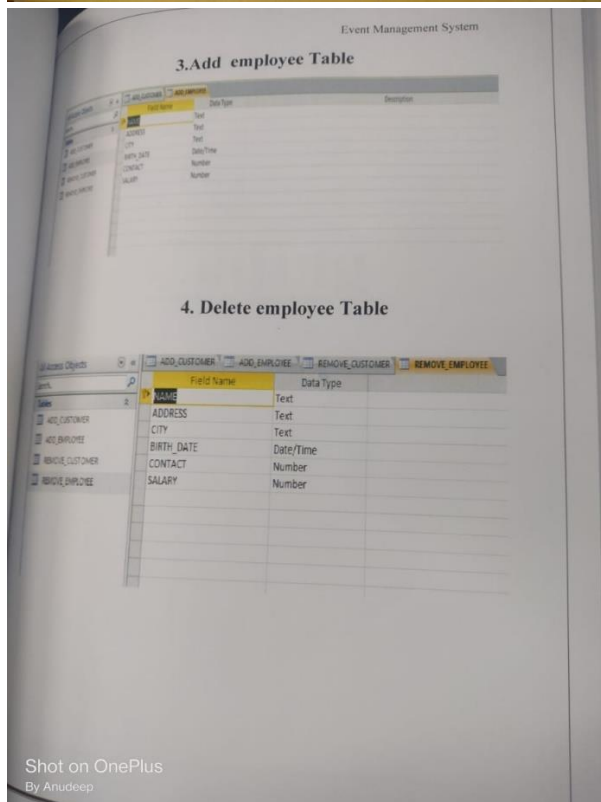 Event Management System
3.Add employee Table
ADD_CUSTOMER ADD_EMPLOYEE
Field Name Data Type Description
Text
ADDRESS Text
CITY Text
BIRTH_DATE Date/Time
CONTACT Number
SALARY Number
4. Delete employee Table
All Access Objects ADD_CUSTOMER ADD_EMPLOYEE REMOVE_CUSTOMER REMOVE_EMPLOYEE
Field Name Data Type
Tables NAME Text
ADD_CUSTOMER ADDRESS Text
ADD_EMPLOYEE CITY Text
REMOVE_CUSTOMER BIRTH_DATE Date/Time
REMOVE_EMPLOYEE CONTACT Number
SALARY Number
Shot on OnePlus
By Anudeep